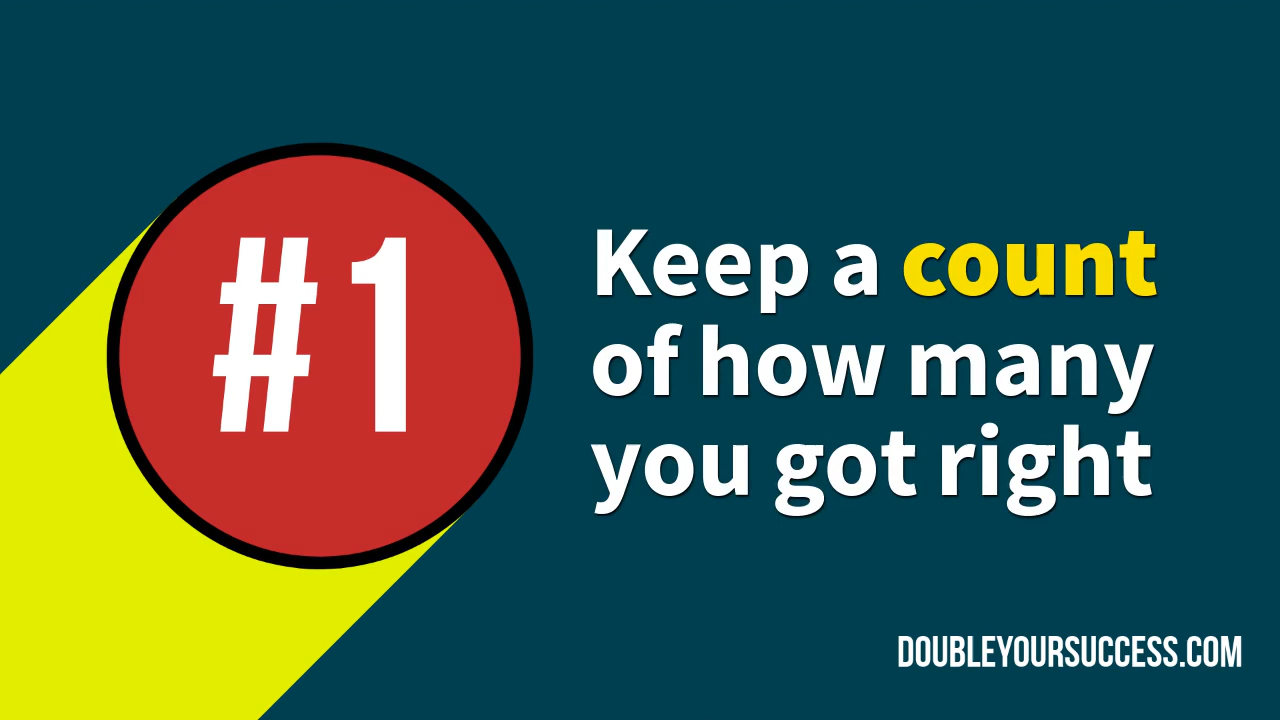 #1
Keep a count
of how many
you got right
DOUBLEYOURSUCCESS.COM